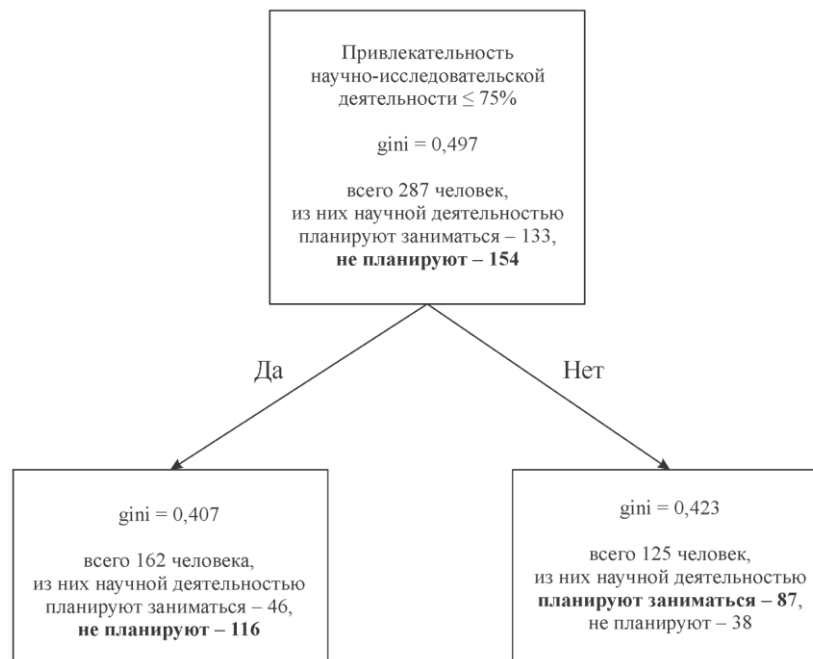 Привлекательность
научно-исследовательской
деятельности ≤ 75%
gini = 0,497
всего 287 человек,
из них научной деятельностью
планируют заниматься – 133,
не планируют – 154
Да
Нет
gini = 0,407
всего 162 человека,
из них научной деятельностью
планируют заниматься – 46,
не планируют – 116
gini = 0,423
всего 125 человек,
из них научной деятельностью
планируют заниматься – 87,
не планируют – 38